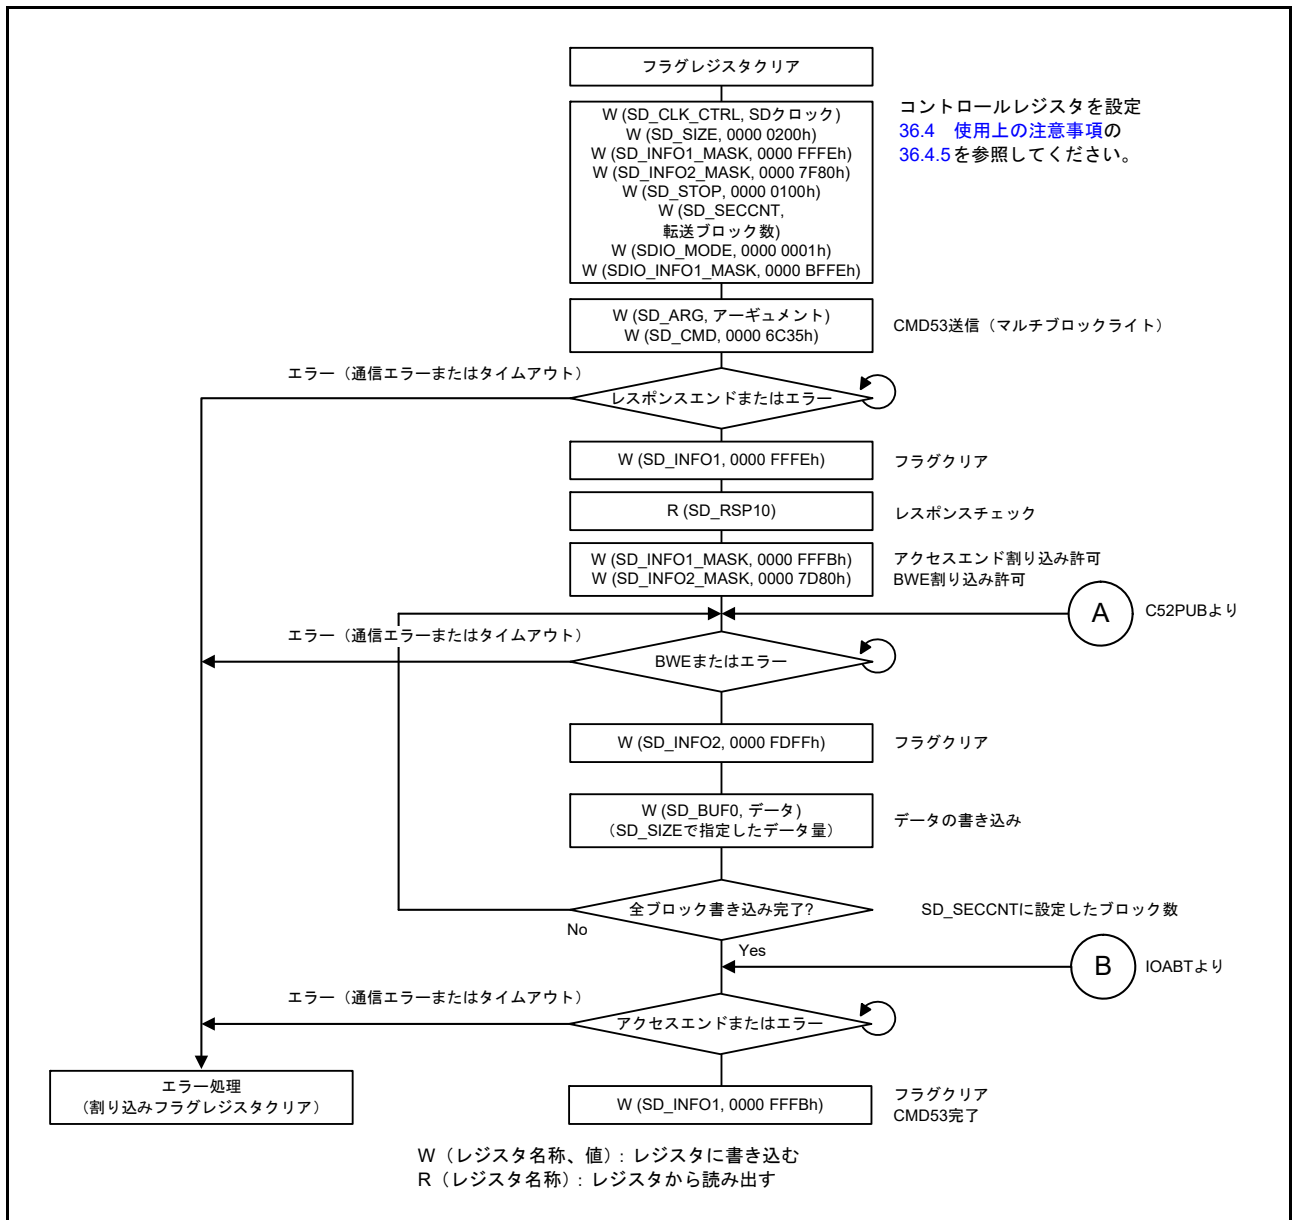 フラグレジスタクリア
W (SD_CLK_CTRL, SDクロック)
W (SD_SIZE, 0000 0200h)
W (SD_INFO1_MASK, 0000 FFFEh)
W (SD_INFO2_MASK, 0000 7F80h)
W (SD_STOP, 0000 0100h)
W (SD_SECCNT,
転送ブロック数)
W (SDIO_MODE, 0000 0001h)
W (SDIO_INFO1_MASK, 0000 BFFEh)
コントロールレジスタを設定
36.4 使用上の注意事項の
36.4.5を参照してください。
W (SD_ARG, アーギュメント)
W (SD_CMD, 0000 6C35h)
CMD53送信（マルチブロックライト）
エラー（通信エラーまたはタイムアウト）
レスポンスエンドまたはエラー
W (SD_INFO1, 0000 FFFEh)
フラグクリア
R (SD_RSP10)
レスポンスチェック
W (SD_INFO1_MASK, 0000 FFFBh)
W (SD_INFO2_MASK, 0000 7D80h)
アクセスエンド割り込み許可
BWE割り込み許可
A
C52PUBより
エラー（通信エラーまたはタイムアウト）
BWEまたはエラー
W (SD_INFO2, 0000 FDFFh)
フラグクリア
W (SD_BUF0, データ)
（SD_SIZEで指定したデータ量）
データの書き込み
全ブロック書き込み完了?
SD_SECCNTに設定したブロック数
No
Yes
B
IOABTより
エラー（通信エラーまたはタイムアウト）
アクセスエンドまたはエラー
エラー処理
（割り込みフラグレジスタクリア）
W (SD_INFO1, 0000 FFFBh)
フラグクリア
CMD53完了
W（レジスタ名称、値）: レジスタに書き込む
R（レジスタ名称）: レジスタから読み出す